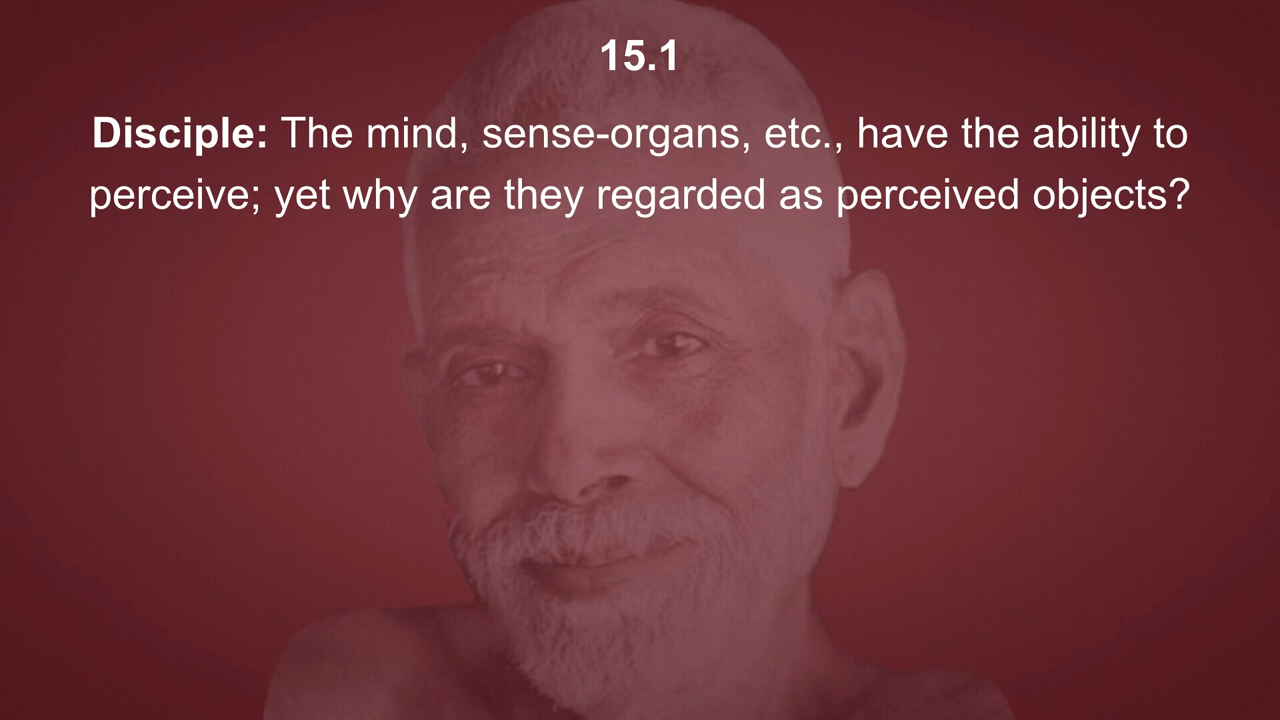 15.1
Disciple: The mind, sense-organs, etc., have the ability to
perceive; yet why are they regarded as perceived objects?